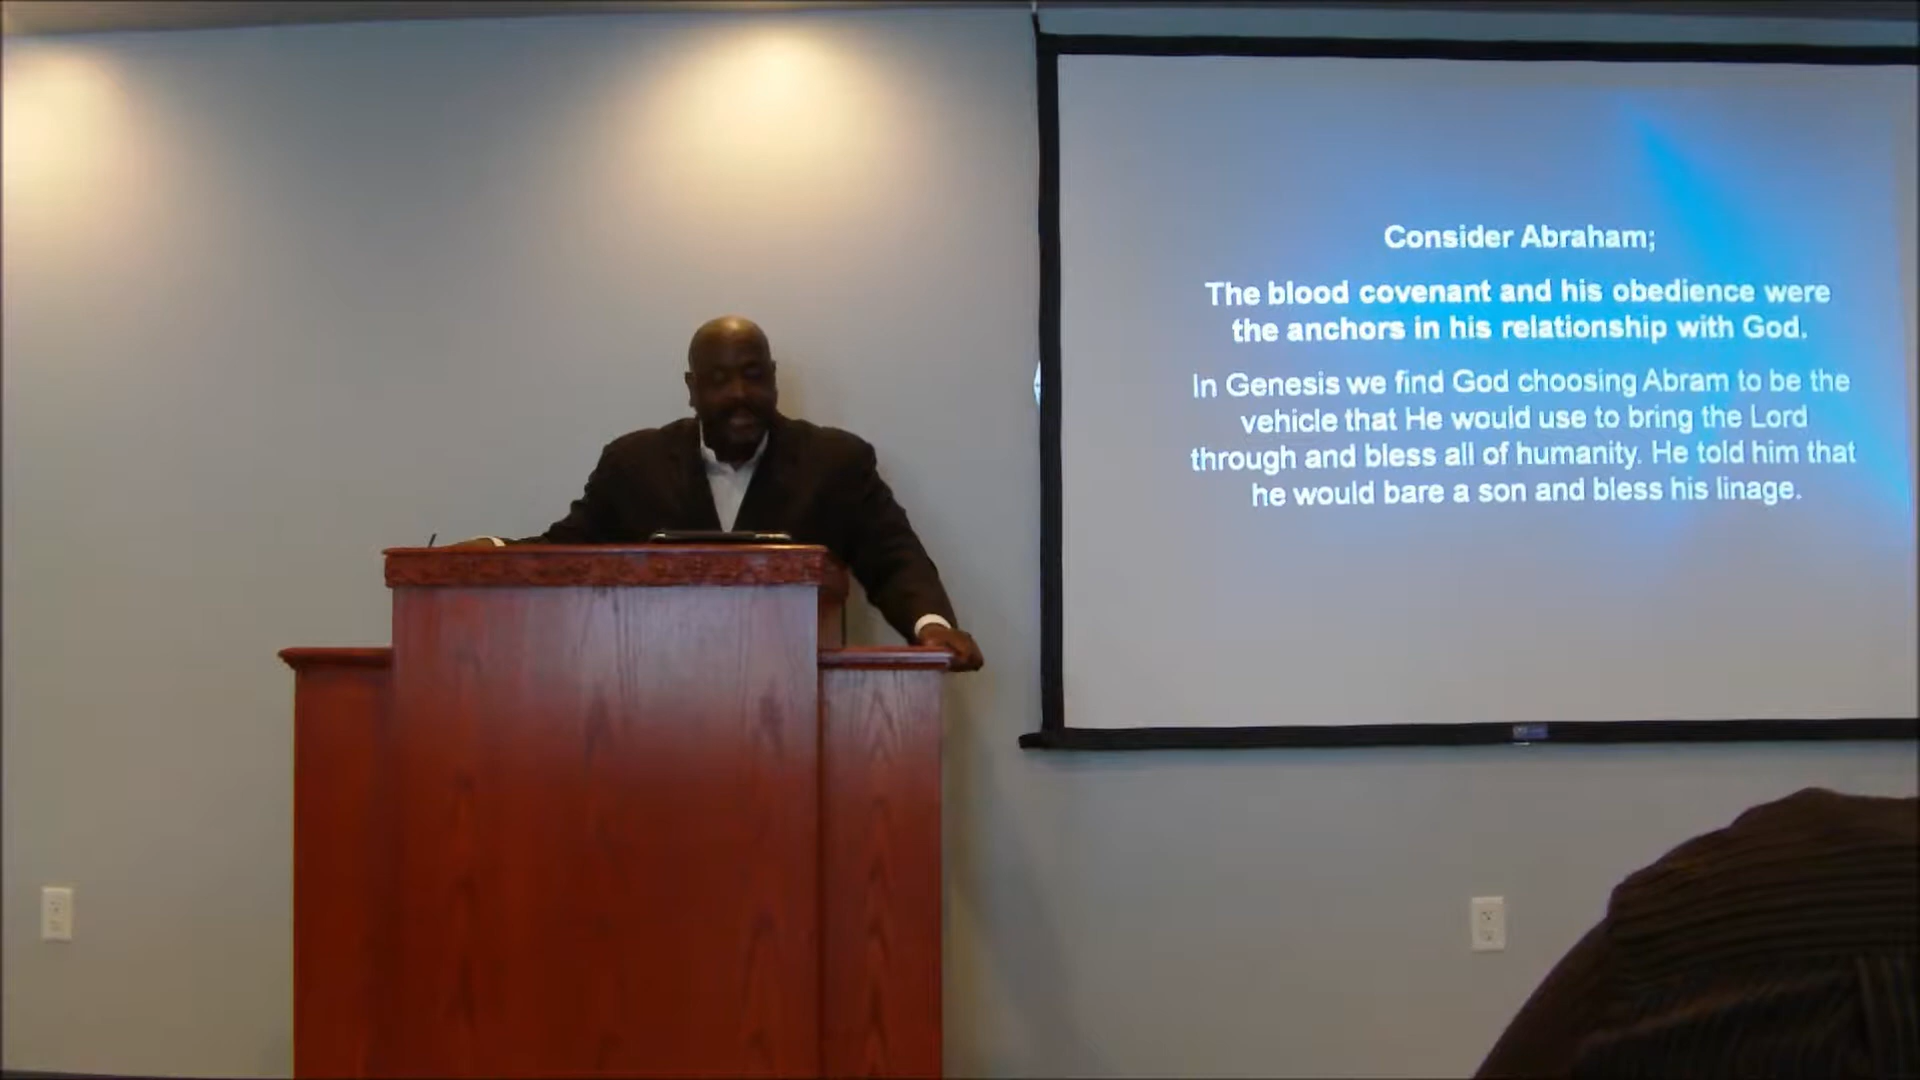 Consider Abraham;
The blood covenant and his obedience were
the anchors in his relationship with God.
In Genesis we find God choosing Abram to be the
vehicle that He would use to bring the Lord
through and bless all of humanity. He told him that
he would bare a son and bless his linage.